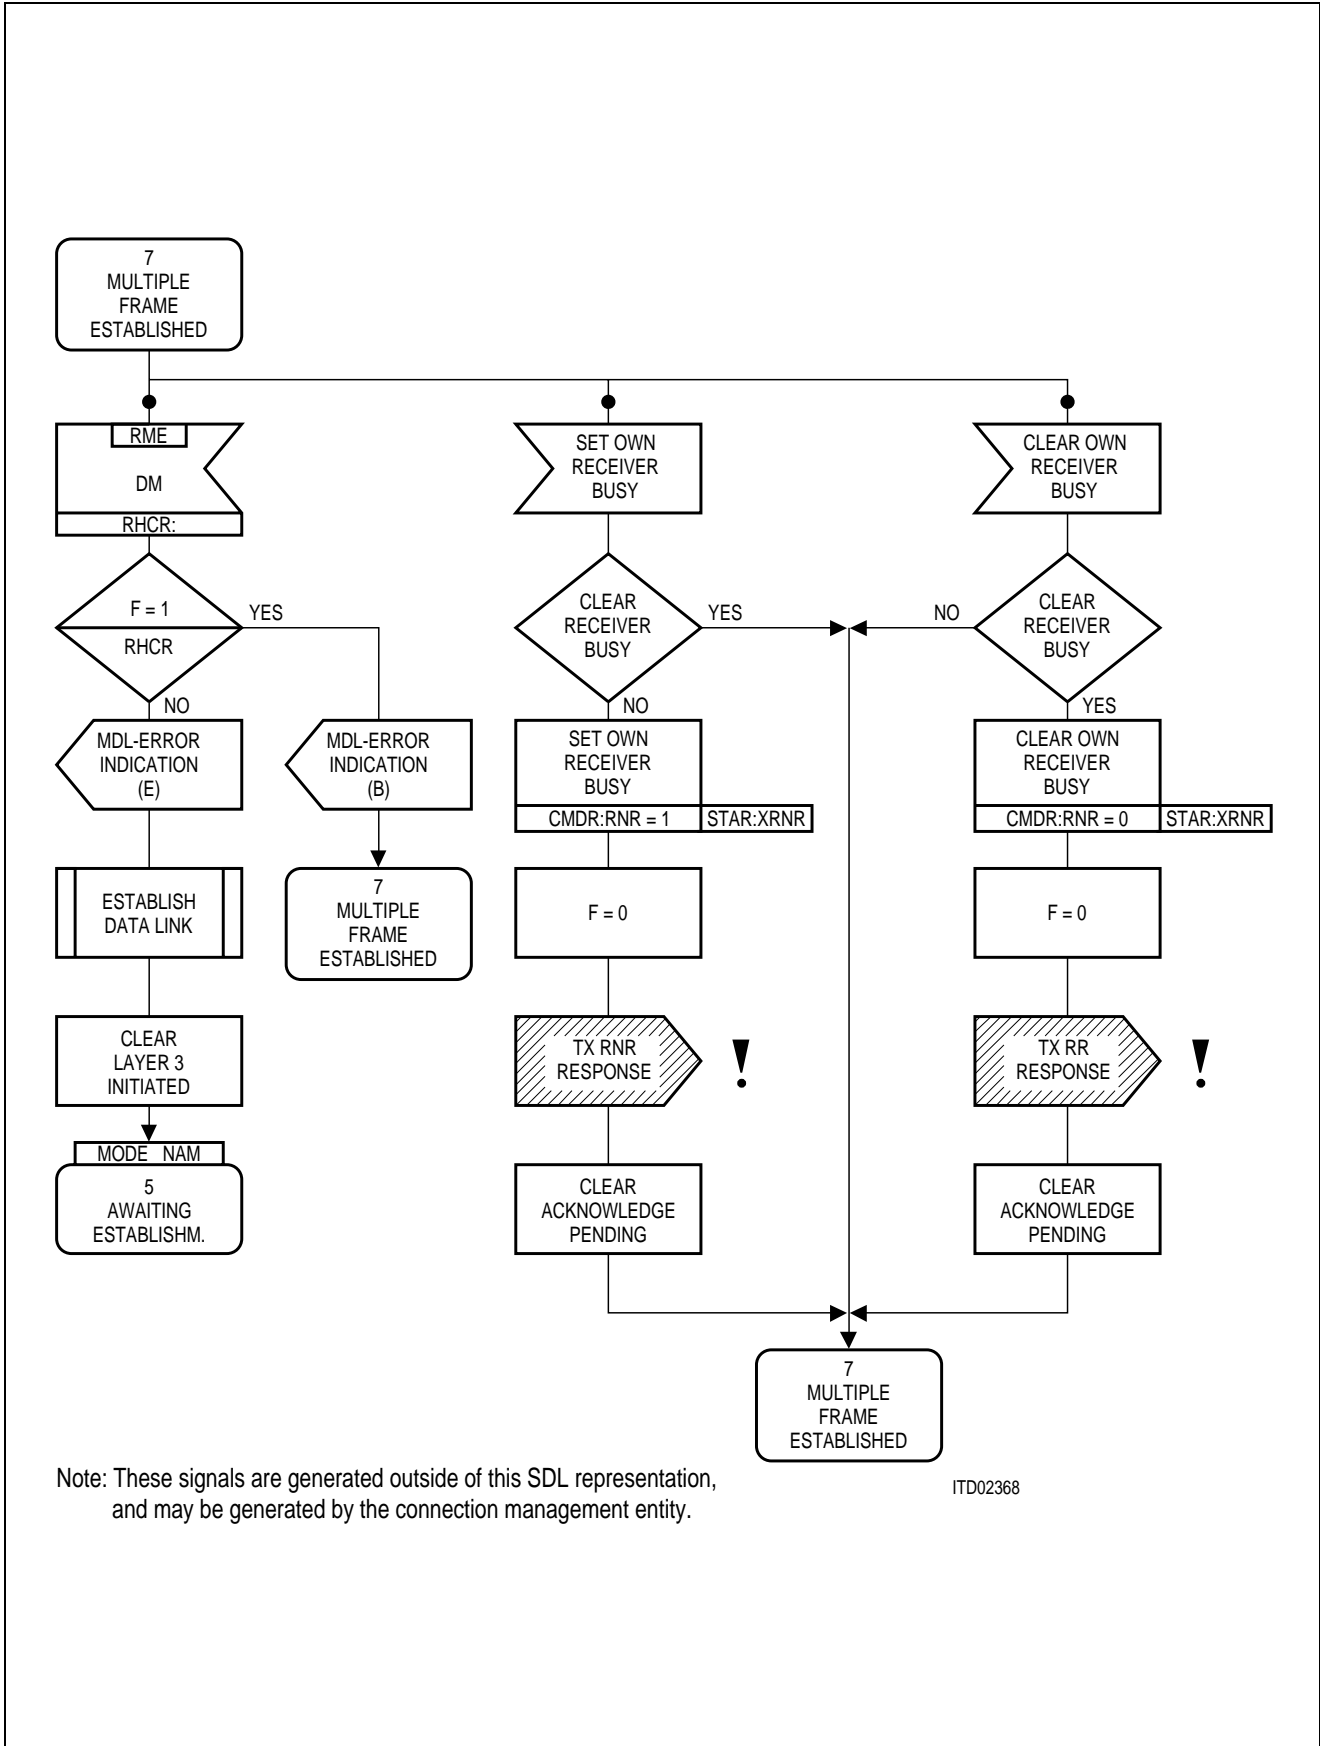 7
MULTIPLE
FRAME
ESTABLISHED
RME
DM
RHCR:
F = 1
RHCR
YES
NO
MDL-ERROR
INDICATION
(E)
ESTABLISH
DATA LINK
CLEAR
LAYER 3
INITIATED
MODE NAM
5
AWAITING
ESTABLISHM.
MDL-ERROR
INDICATION
(B)
7
MULTIPLE
FRAME
ESTABLISHED
SET OWN
RECEIVER
BUSY
CLEAR
RECEIVER
BUSY
YES
NO
SET OWN
RECEIVER
BUSY
CMDR:RNR = 1
STAR:XRNR
F = 0
TX RNR
RESPONSE
!
CLEAR
ACKNOWLEDGE
PENDING
CLEAR OWN
RECEIVER
BUSY
CLEAR
RECEIVER
BUSY
NO
YES
CLEAR OWN
RECEIVER
BUSY
CMDR:RNR = 0
STAR:XRNR
F = 0
TX RR
RESPONSE
!
CLEAR
ACKNOWLEDGE
PENDING
7
MULTIPLE
FRAME
ESTABLISHED
Note: These signals are generated outside of this SDL representation,
and may be generated by the connection management entity.
ITD02368